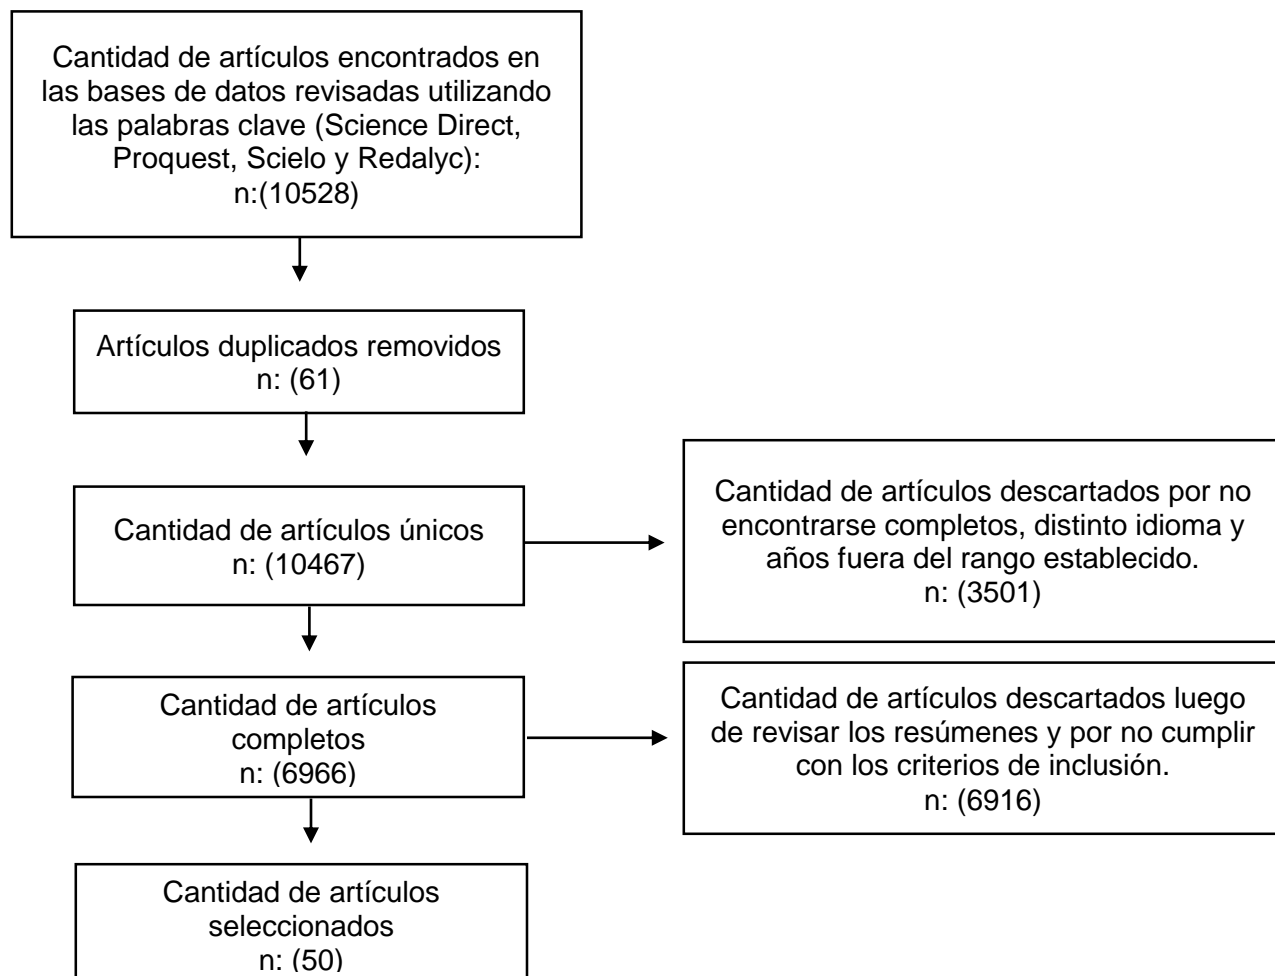 Cantidad de artículos encontrados en
las bases de datos revisadas utilizando
las palabras clave (Science Direct,
Proquest, Scielo y Redalyc):
n:(10528)
Artículos duplicados removidos
n: (61)
Cantidad de artículos únicos
n: (10467)
Cantidad de artículos descartados por no
encontrarse completos, distinto idioma y
años fuera del rango establecido.
n: (3501)
Cantidad de artículos
completos
n: (6966)
Cantidad de artículos descartados luego
de revisar los resúmenes y por no cumplir
con los criterios de inclusión.
n: (6916)
Cantidad de artículos
seleccionados
n: (50)